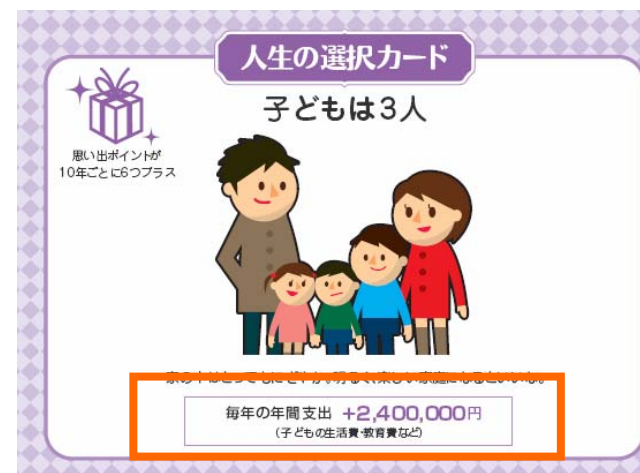 人生の選択カード
子どもは3人
思い出ポイントが
10年ごとに6つプラス
毎年の年間支出 +2,400,000円
(子どもの生活費・教育費など)